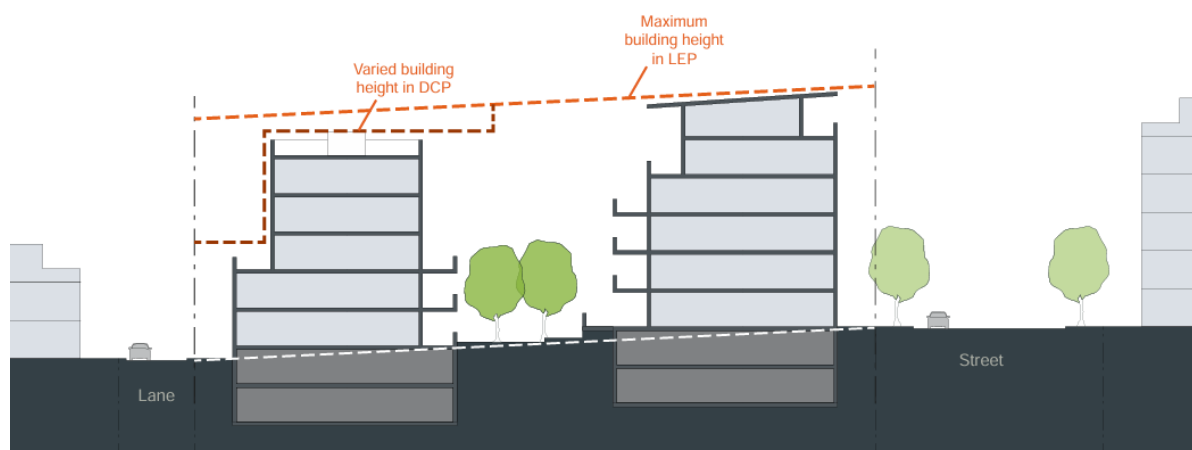 Maximum
building height
in LEP
Varied building
height in DCP
Lane
Street